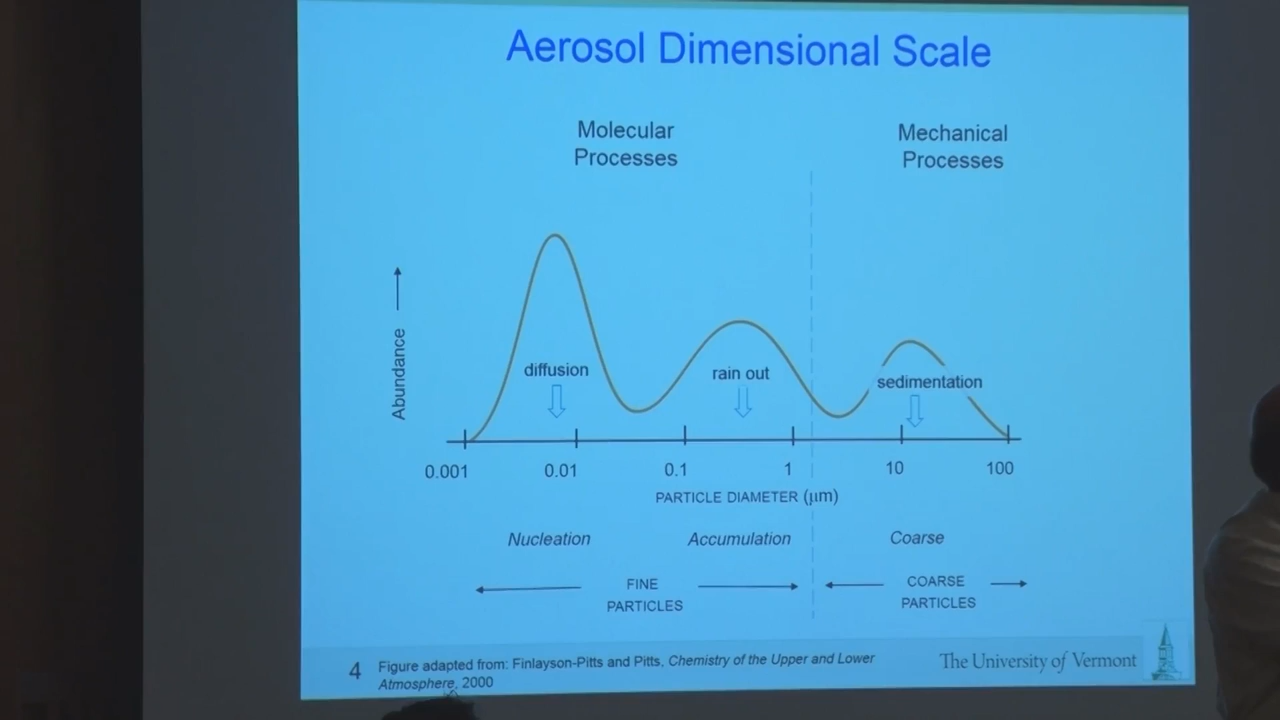 Aerosol Dimensional Scale
Molecular
Processes
Mechanical
Processes
Abundance
diffusion
rain out
sedimentation
0.001
0.01
0.1
1
10
100
PARTICLE DIAMETER (μm)
Nucleation
Accumulation
Coarse
FINE
PARTICLES
COARSE
PARTICLES
4
Figure adapted from: Finlayson-Pitts and Pitts, Chemistry of the Upper and Lower
Atmosphere, 2000
The University of Vermont